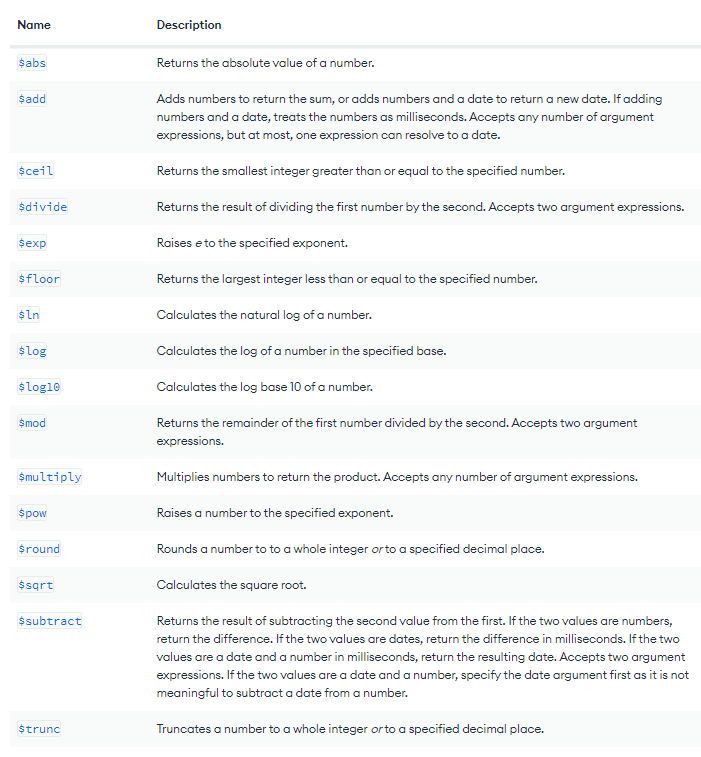 Name Description
$abs Returns the absolute value of a number.
$add Adds numbers to return the sum, or adds numbers and a date to return a new date. If adding
numbers and a date, treats the numbers as milliseconds. Accepts any number of argument
expressions, but at most, one expression can resolve to a date.
$ceil Returns the smallest integer greater than or equal to the specified number.
$divide Returns the result of dividing the first number by the second. Accepts two argument expressions.
$exp Raises e to the specified exponent.
$floor Returns the largest integer less than or equal to the specified number.
$ln Calculates the natural log of a number.
$log Calculates the log of a number in the specified base.
$log10 Calculates the log base 10 of a number.
$mod Returns the remainder of the first number divided by the second. Accepts two argument
expressions.
$multiply Multiplies numbers to return the product. Accepts any number of argument expressions.
$pow Raises a number to the specified exponent.
$round Rounds a number to to a whole integer or to a specified decimal place.
$sqrt Calculates the square root.
$subtract Returns the result of subtracting the second value from the first. If the two values are numbers,
return the difference. If the two values are dates, return the difference in milliseconds. If the two
values are a date and a number in milliseconds, return the resulting date. Accepts two argument
expressions. If the two values are a date and a number, specify the date argument first as it is not
meaningful to subtract a date from a number.
$trunc Truncates a number to a whole integer or to a specified decimal place.